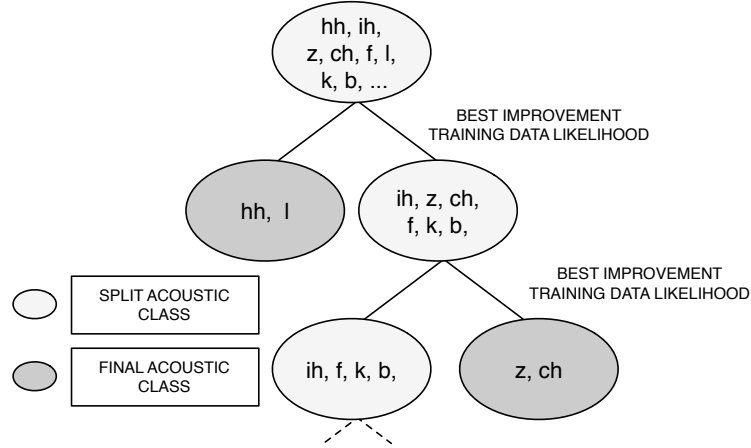 hh, ih,
z, ch, f, l,
k, b, ...
BEST IMPROVEMENT
TRAINING DATA LIKELIHOOD
hh, l
ih, z, ch,
f, k, b,
BEST IMPROVEMENT
TRAINING DATA LIKELIHOOD
SPLIT ACOUSTIC
CLASS
FINAL ACOUSTIC
CLASS
ih, f, k, b,
z, ch